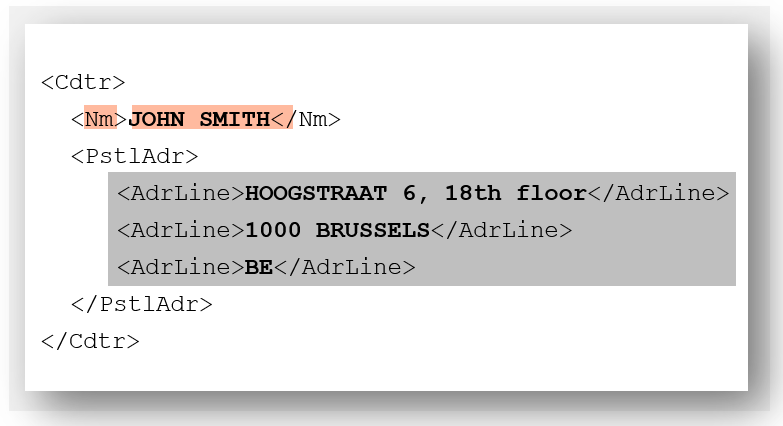 <Cdtr>
<Nm>JOHN SMITH</Nm>
<PstlAdr>
<AdrLine>HOOGSTRAAT 6, 18th floor</AdrLine>
<AdrLine>1000 BRUSSELS</AdrLine>
<AdrLine>BE</AdrLine>
</PstlAdr>
</Cdtr>